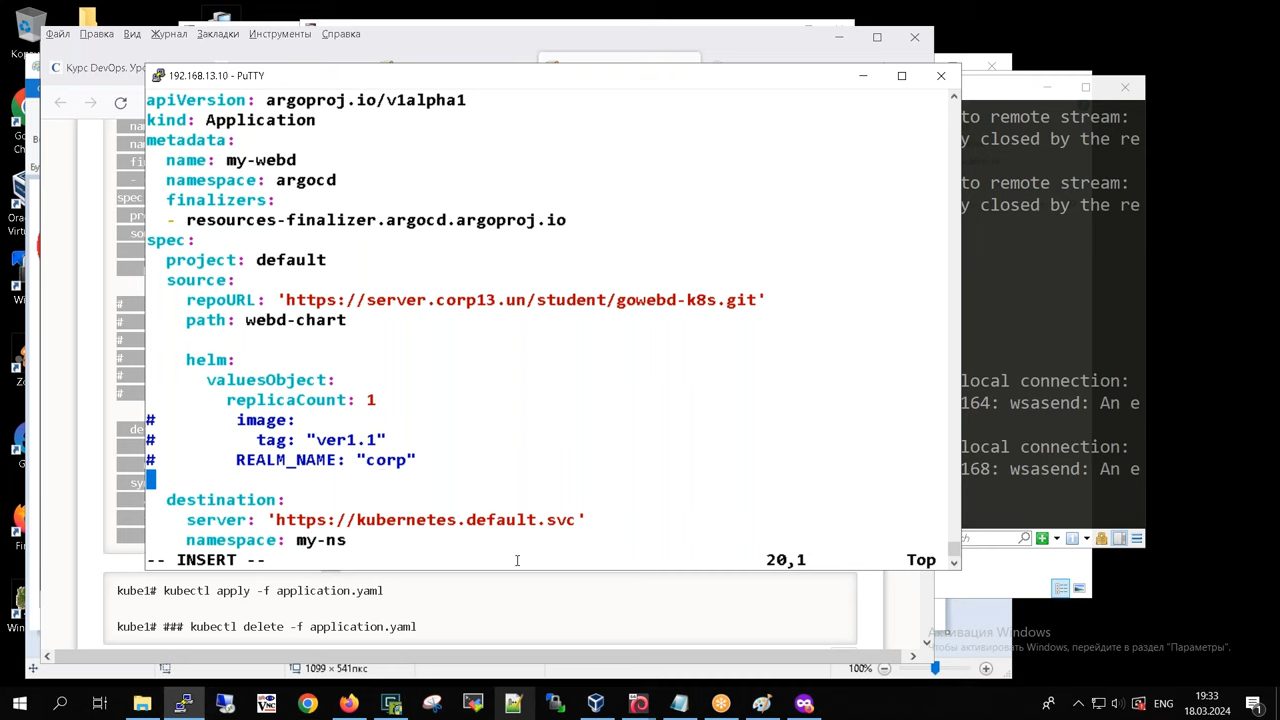 Файл Правка Вид Журнал Закладки Инструменты Справка
Курс DevOps. Уро
192.168.13.10 - PuTTY
apiVersion: argoproj.io/v1alpha1
kind: Application
metadata:
  name: my-webd
  namespace: argocd
  finalizers:
  - resources-finalizer.argocd.argoproj.io
spec:
  project: default
  source:
    repoURL: 'https://server.corp13.un/student/gowebd-k8s.git'
    path: webd-chart
    helm:
      valuesObject:
        replicaCount: 1
#        image:
#          tag: "ver1.1"
#        REALM_NAME: "corp"
  destination:
    server: 'https://kubernetes.default.svc'
    namespace: my-ns
-- INSERT -- 20,1 Top
to remote stream:
y closed by the re
to remote stream:
y closed by the re
local connection:
164: wsasend: An e
local connection:
168: wsasend: An e
kube1# kubectl apply -f application.yaml
kube1# ### kubectl delete -f application.yaml
Активация Windows
Чтобы активировать Windows, перейдите в раздел "Параметры".
1099 × 541пкс
100%
ENG
19:33
18.03.2024